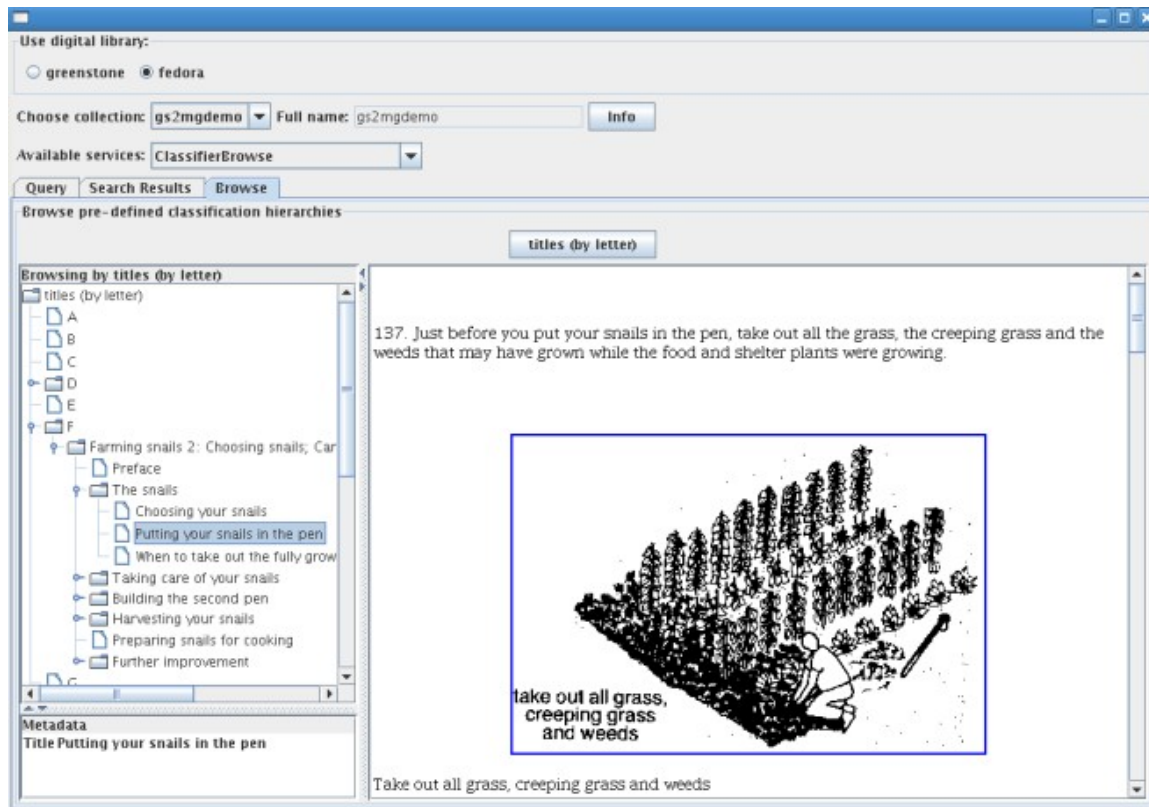 Use digital library:
greenstone fedora
Choose collection: gs2mgdemo Full name: gs2mgdemo Info
Available services: ClassifierBrowse
Query Search Results Browse
Browse pre-defined classification hierarchies
titles (by letter)
Browsing by titles (by letter)
titles (by letter)
A
B
C
D
E
F
Farming snails 2: Choosing snails; Car
Preface
The snails
Choosing your snails
Putting your snails in the pen
When to take out the fully grow
Taking care of your snails
Building the second pen
Harvesting your snails
Preparing snails for cooking
Further improvement
G
Metadata
Title Putting your snails in the pen
137. Just before you put your snails in the pen, take out all the grass, the creeping grass and the
weeds that may have grown while the food and shelter plants were growing.
take out all grass,
creeping grass
and weeds
Take out all grass, creeping grass and weeds